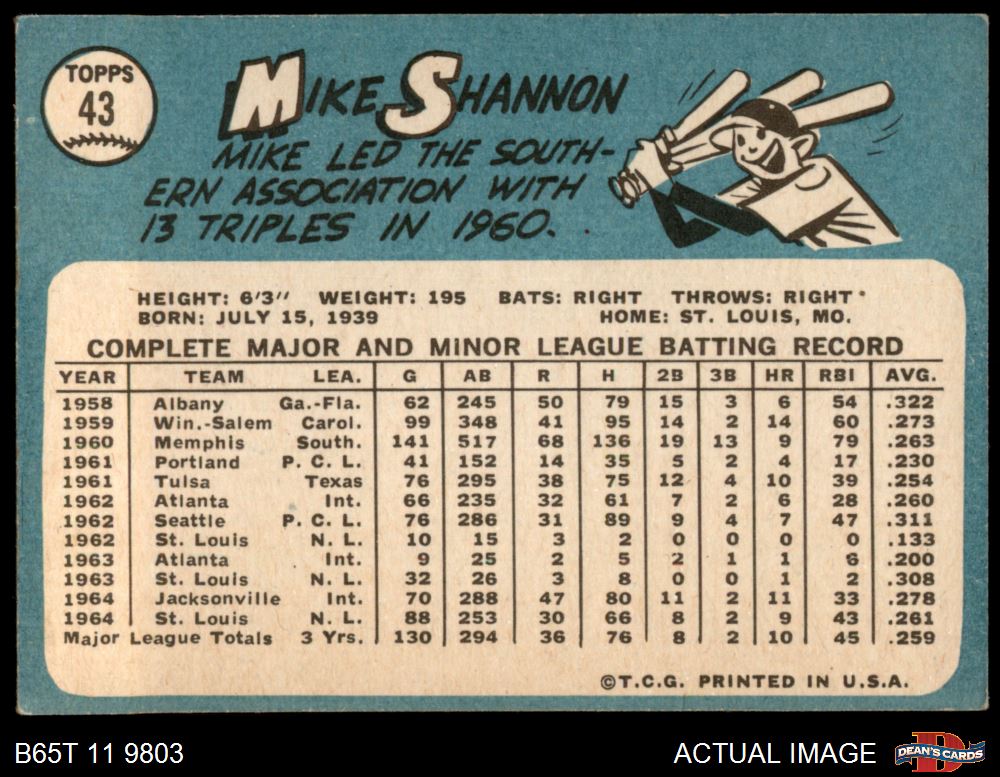 TOPPS
43
MIKE SHANNON
MIKE LED THE SOUTH-
ERN ASSOCIATION WITH
13 TRIPLES IN 1960.
HEIGHT: 6'3" WEIGHT: 195 BATS: RIGHT THROWS: RIGHT
BORN: JULY 15, 1939 HOME: ST. LOUIS, MO.
COMPLETE MAJOR AND MINOR LEAGUE BATTING RECORD
YEAR TEAM LEA. G AB R H 2B 3B HR RBI AVG.
1958 Albany Ga.-Fla. 62 245 50 79 15 3 6 54 .322
1959 Win.-Salem Carol. 99 348 41 95 14 2 14 60 .273
1960 Memphis South. 141 517 68 136 19 13 9 79 .263
1961 Portland P. C. L. 41 152 14 35 5 2 4 17 .230
1961 Tulsa Texas 76 295 38 75 12 4 10 39 .254
1962 Atlanta Int. 66 235 32 61 7 2 6 28 .260
1962 Seattle P. C. L. 76 286 31 89 9 4 7 47 .311
1962 St. Louis N. L. 10 15 3 2 0 0 0 0 .133
1963 Atlanta Int. 9 25 2 5 2 1 1 6 .200
1963 St. Louis N. L. 32 26 3 8 0 0 1 2 .308
1964 Jacksonville Int. 70 288 47 80 11 2 11 33 .278
1964 St. Louis N. L. 88 253 30 66 8 2 9 43 .261
Major League Totals 3 Yrs. 130 294 36 76 8 2 10 45 .259
©T.C.G. PRINTED IN U.S.A.
B65T 11 9803 ACTUAL IMAGE DEAN'S CARDS